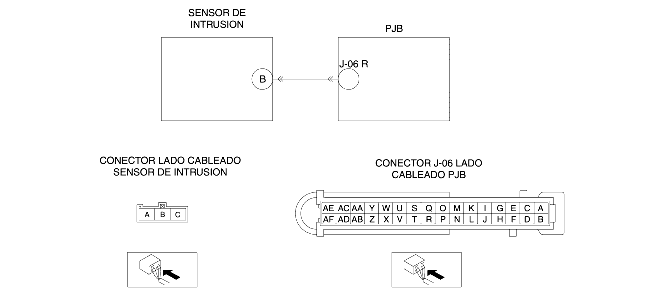 SENSOR DE
INTRUSION
PJB
J-06 R
B
CONECTOR LADO CABLEADO
SENSOR DE INTRUSION
CONECTOR J-06 LADO
CABLEADO PJB
A B C
AE AC AA Y W U S Q O M K I G E C A
AF AD AB Z X V T R P N L J H F D B